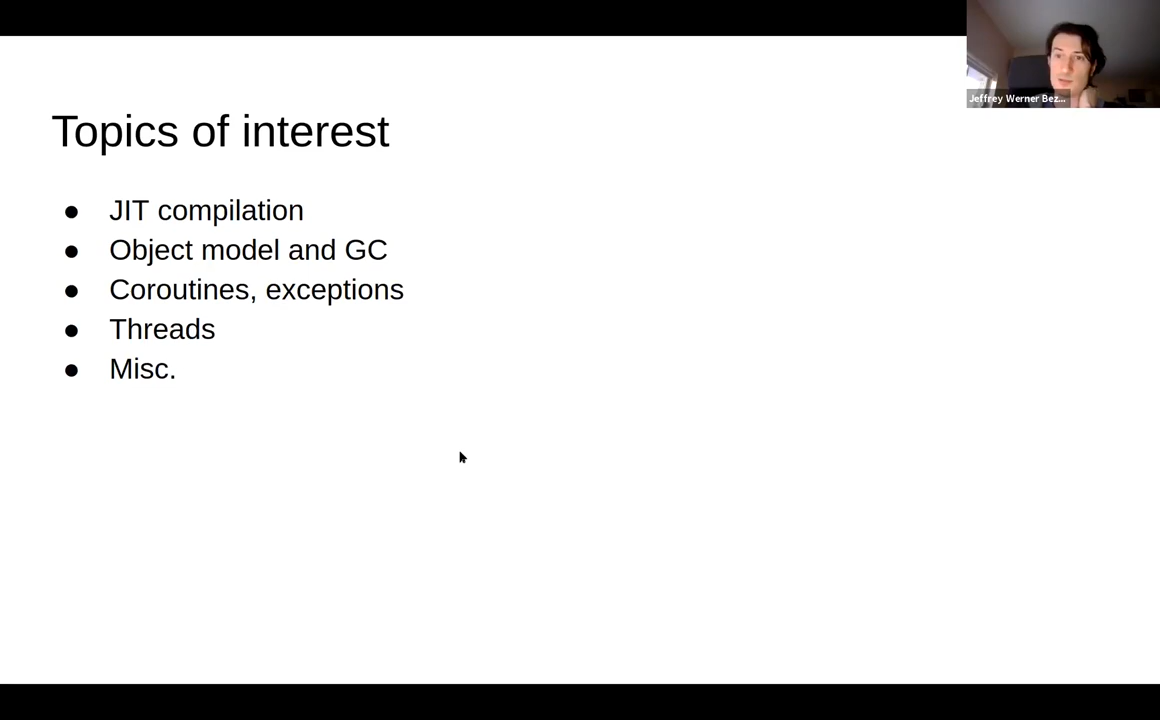 Topics of interest
● JIT compilation
● Object model and GC
● Coroutines, exceptions
● Threads
● Misc.
Jeffrey Werner Bez...